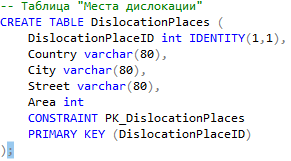 -- Таблица "Места дислокации"
CREATE TABLE DislocationPlaces (
    DislocationPlaceID int IDENTITY(1,1),
    Country varchar(80),
    City varchar(80),
    Street varchar(80),
    Area int
    CONSTRAINT PK_DislocationPlaces
    PRIMARY KEY (DislocationPlaceID)
);